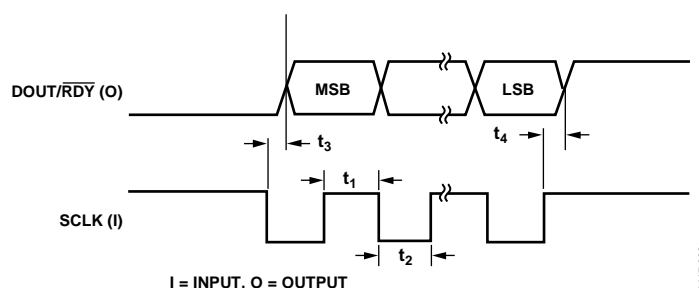 DOUT/RDY (O)
MSB
LSB
t3
t4
t1
SCLK (I)
t2
I = INPUT, O = OUTPUT